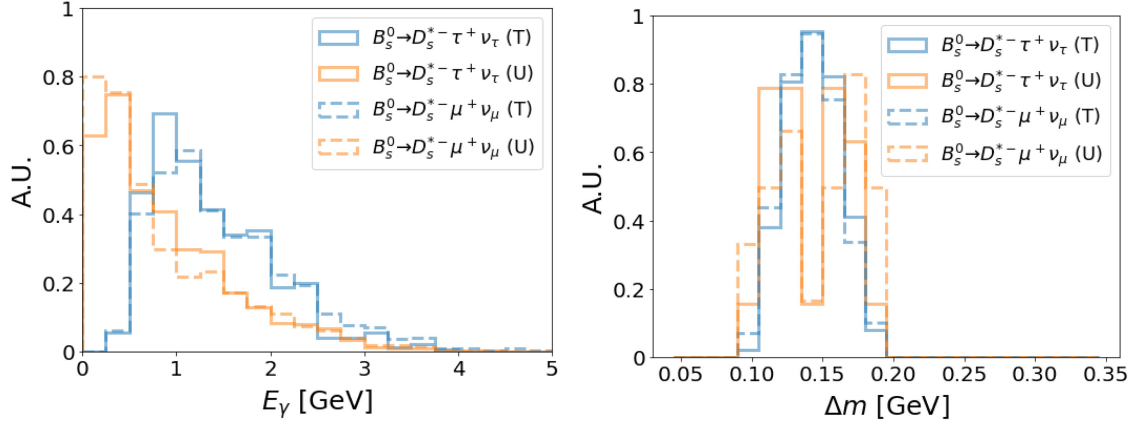 1
0.8
0.6
0.4
0.2
0
A.U.
0 1 2 3 4 5
E_γ [GeV]
B_s^0→D_s^{*−} τ^+ ν_τ (T)
B_s^0→D_s^{*−} τ^+ ν_τ (U)
B_s^0→D_s^{*−} μ^+ ν_μ (T)
B_s^0→D_s^{*−} μ^+ ν_μ (U)
1
0.8
0.6
0.4
0.2
0
A.U.
0.05 0.10 0.15 0.20 0.25 0.30 0.35
Δm [GeV]
B_s^0→D_s^{*−} τ^+ ν_τ (T)
B_s^0→D_s^{*−} τ^+ ν_τ (U)
B_s^0→D_s^{*−} μ^+ ν_μ (T)
B_s^0→D_s^{*−} μ^+ ν_μ (U)